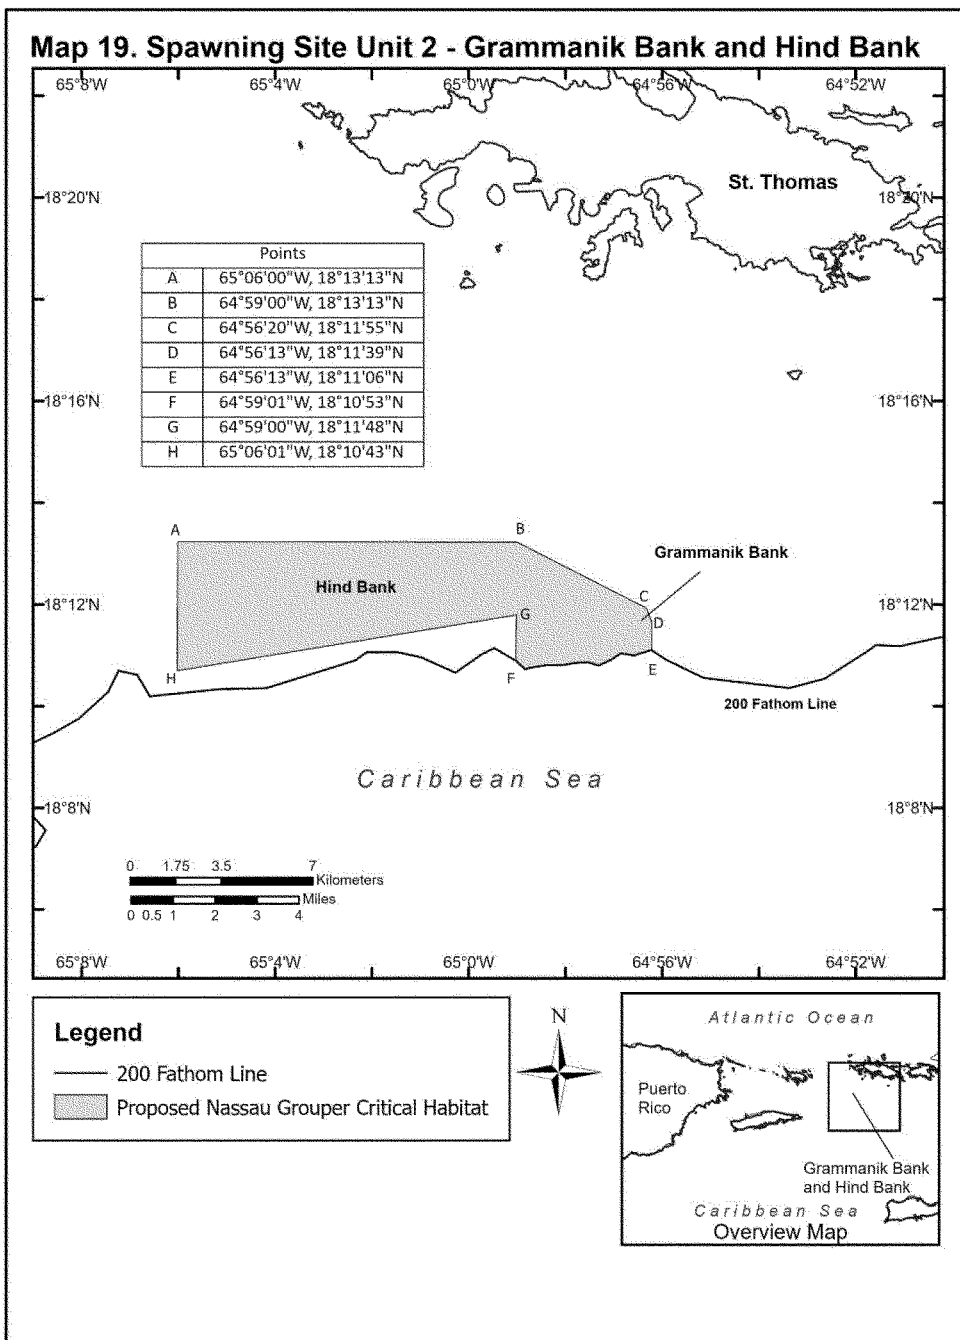 Map 19. Spawning Site Unit 2 - Grammanik Bank and Hind Bank
65°8'W 65°4'W 65°0'W 64°56'W 64°52'W
St. Thomas
18°20'N 18°20'N
Points
A 65°06'00"W, 18°13'13"N
B 64°59'00"W, 18°13'13"N
C 64°56'20"W, 18°11'55"N
D 64°56'13"W, 18°11'39"N
E 64°56'13"W, 18°11'06"N
F 64°59'01"W, 18°10'53"N
G 64°59'00"W, 18°11'48"N
H 65°06'01"W, 18°10'43"N
18°16'N 18°16'N
A B
Grammanik Bank
Hind Bank
C
18°12'N 18°12'N
G
D
H F E
200 Fathom Line
Caribbean Sea
18°8'N 18°8'N
0 1.75 3.5 7
Kilometers
Miles
0 0.5 1 2 3 4
65°8'W 65°4'W 65°0'W 64°56'W 64°52'W
Legend
200 Fathom Line
Proposed Nassau Grouper Critical Habitat
N
Atlantic Ocean
Puerto
Rico
Grammanik Bank
and Hind Bank
Caribbean Sea
Overview Map